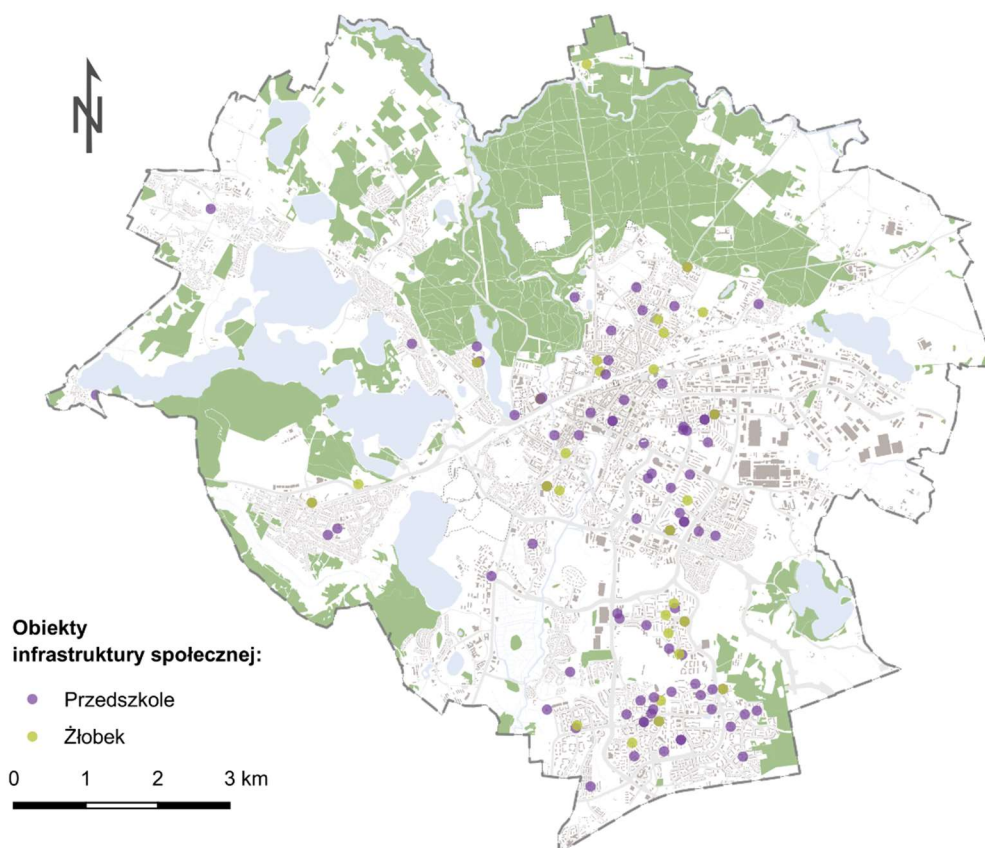 N
Obiekty
infrastruktury społecznej:
Przedszkole
Żłobek
0 1 2 3 km